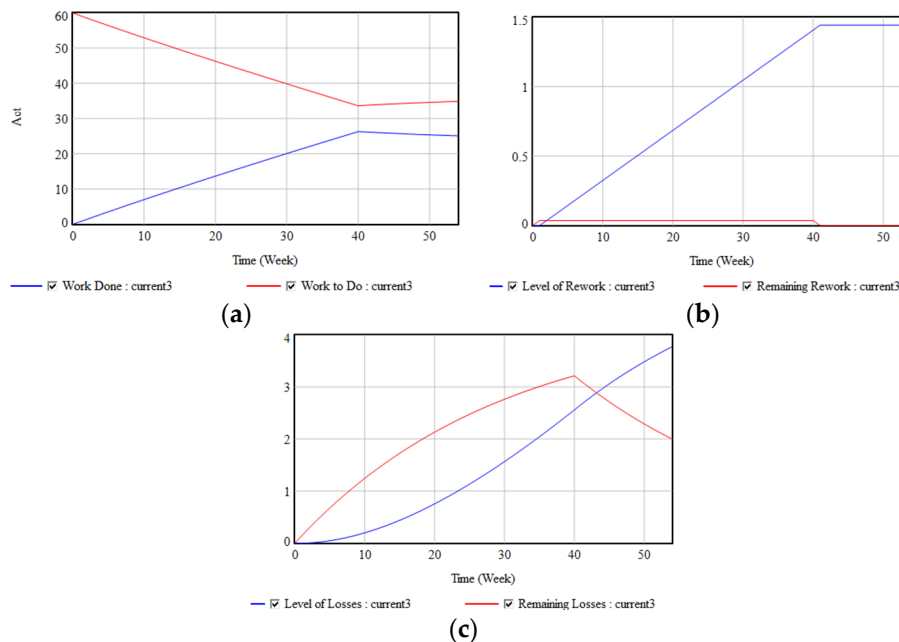 60
50
40
30
20
10
0
Act
0 10 20 30 40 50
Time (Week)
☑ Work Done : current3 ☑ Work to Do : current3
(a)
1.5
1
0.5
0
0 10 20 30 40 50
Time (Week)
☑ Level of Rework : current3 ☑ Remaining Rework : current3
(b)
4
3
2
1
0
0 10 20 30 40 50
Time (Week)
☑ Level of Losses : current3 ☑ Remaining Losses : current3
(c)